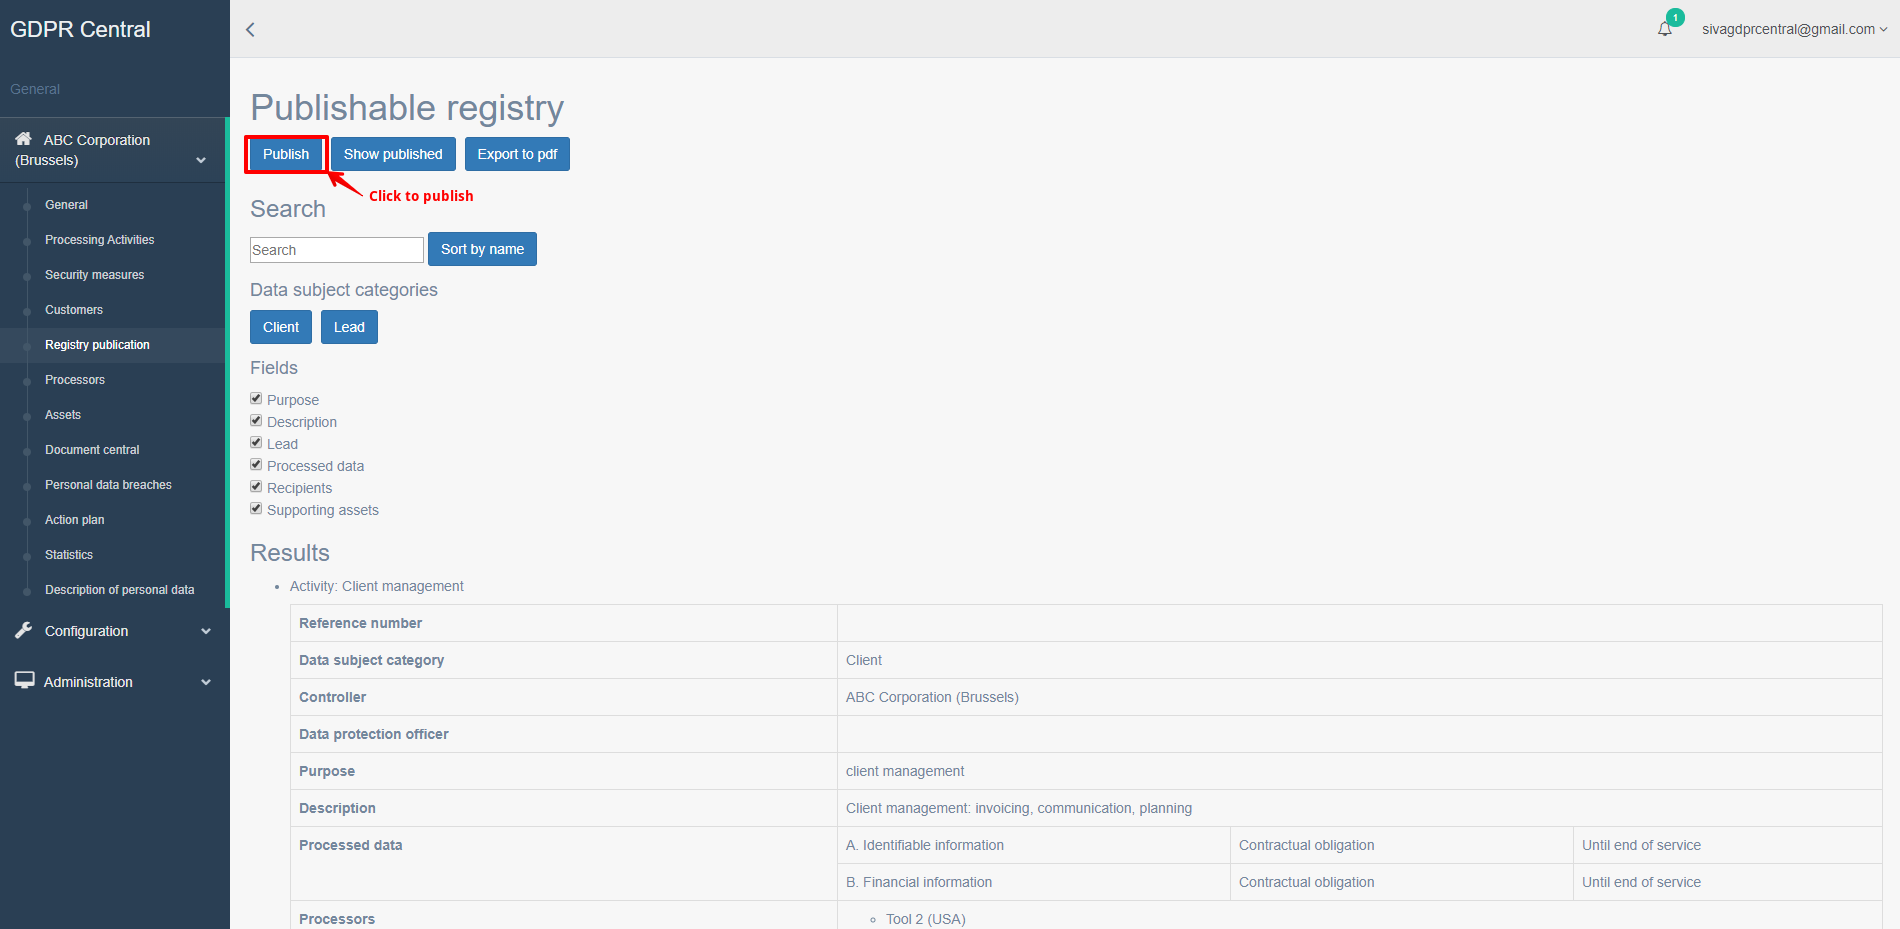 GDPR Central
1
sivagdprcentral@gmail.com
General
ABC Corporation
(Brussels)
General
Processing Activities
Security measures
Customers
Registry publication
Processors
Assets
Document central
Personal data breaches
Action plan
Statistics
Description of personal data
Configuration
Administration
Publishable registry
Publish Show published Export to pdf
Click to publish
Search
Search Sort by name
Data subject categories
Client Lead
Fields
Purpose
Description
Lead
Processed data
Recipients
Supporting assets
Results
Activity: Client management
Reference number
Data subject category Client
Controller ABC Corporation (Brussels)
Data protection officer
Purpose client management
Description Client management: invoicing, communication, planning
Processed data A. Identifiable information Contractual obligation Until end of service
B. Financial information Contractual obligation Until end of service
Processors Tool 2 (USA)